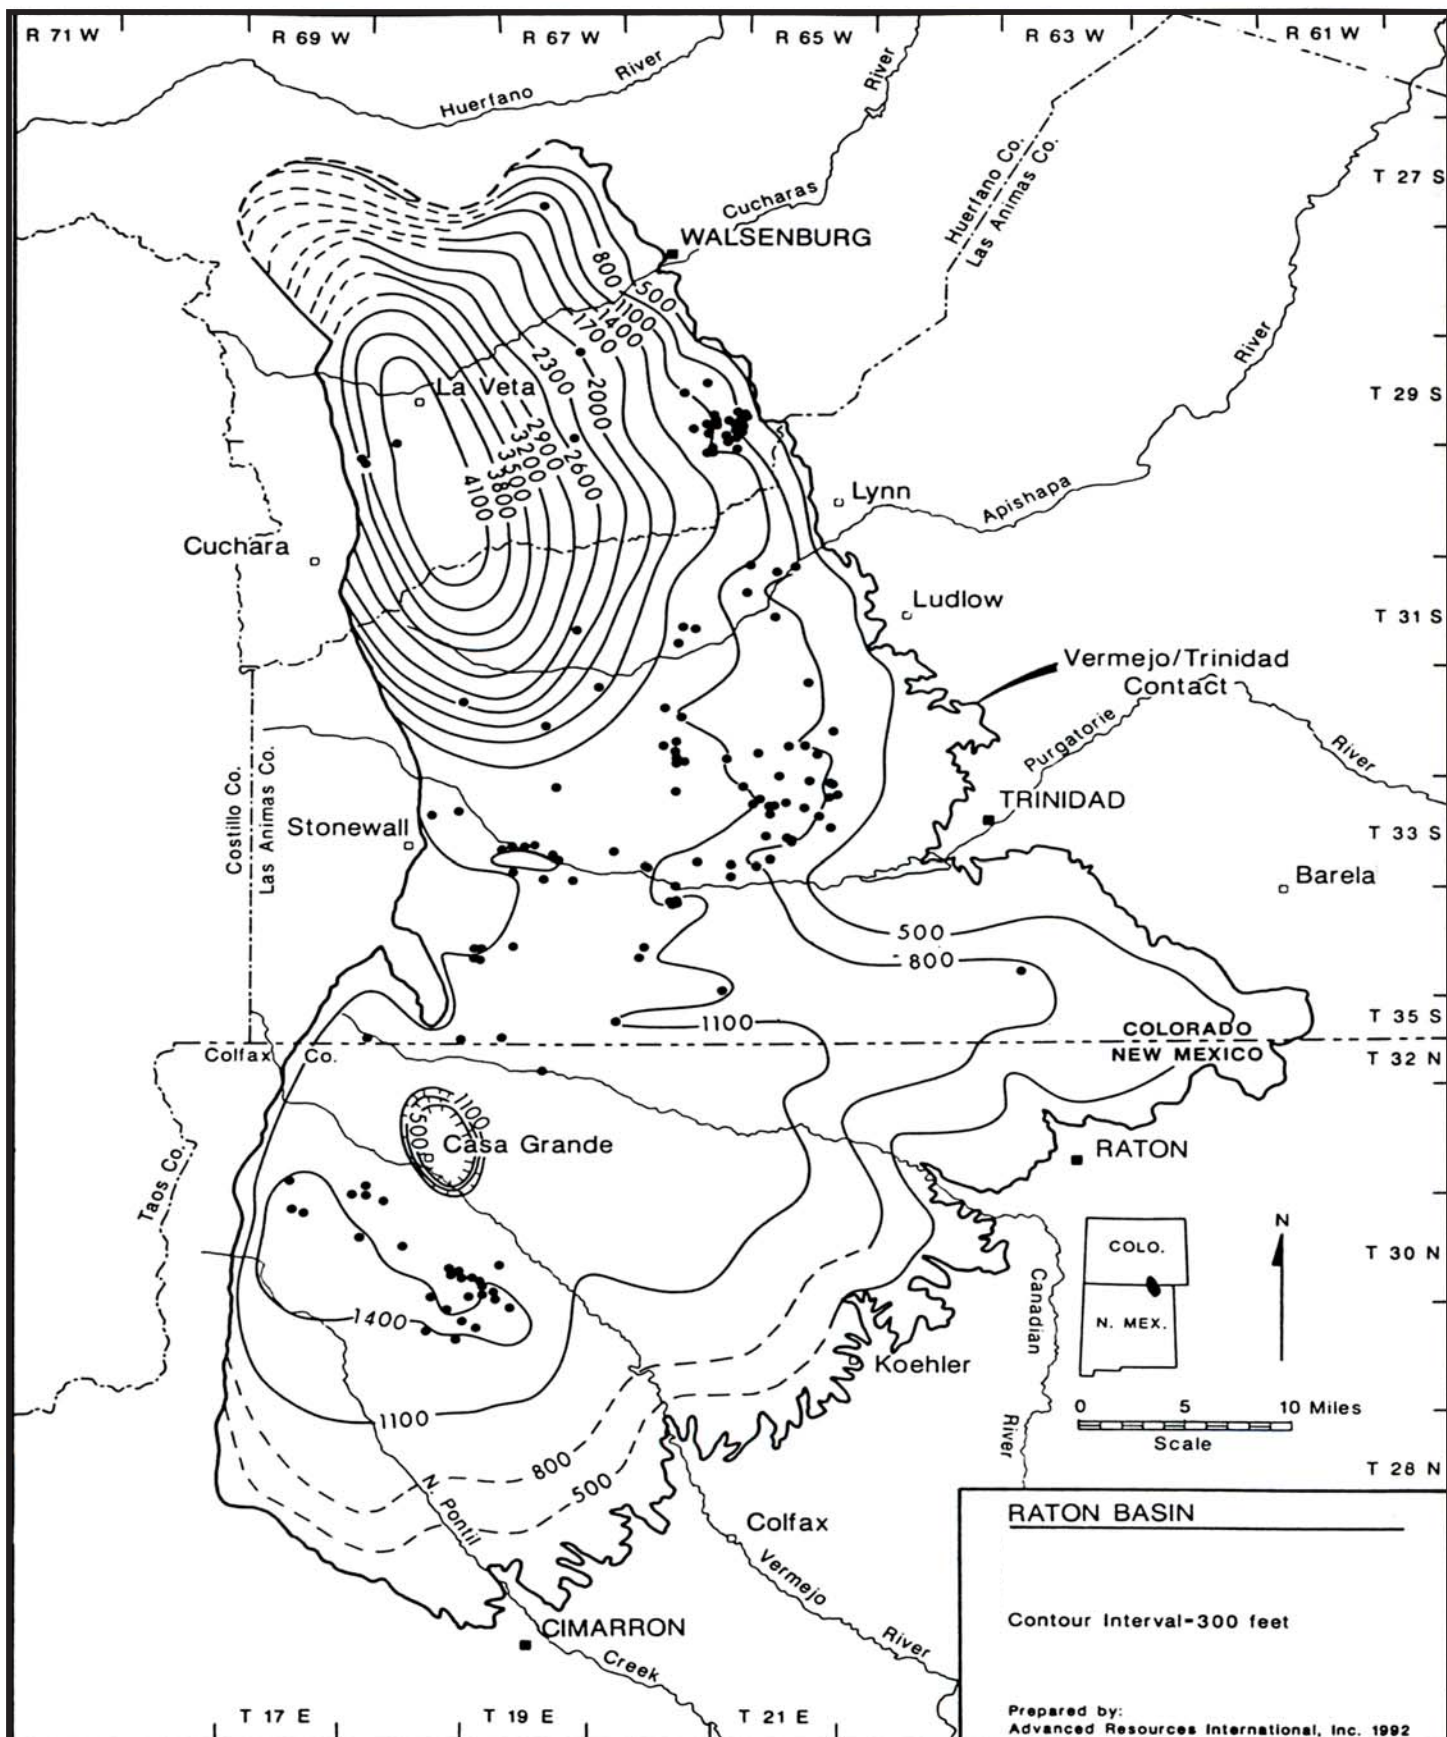 R 71 W
R 69 W
R 67 W
R 65 W
R 63 W
R 61 W
Huerfano River
River
Cucharas
Huerfano Co.
Las Animas Co.
T 27 S
WALSENBURG
800
500
1100
1400
1700
2000
2300
2600
2900
3200
3500
3800
4100
La Veta
River
T 29 S
Lynn
Apishapa
Cuchara
Ludlow
T 31 S
Vermejo/Trinidad
Contact
Purgatorie
River
Costillo Co.
Las Animas Co.
TRINIDAD
Stonewall
T 33 S
Barela
500
800
1100
T 35 S
COLORADO
NEW MEXICO
Colfax Co.
T 32 N
1100
500
Casa Grande
RATON
Taos Co.
COLO.
N
T 30 N
N. MEX.
Canadian
River
1400
Koehler
0 5 10 Miles
Scale
1100
800
500
T 28 N
N. Pontil
Colfax
Vermejo
River
RATON BASIN
Contour Interval=300 feet
CIMARRON
Creek
T 17 E
T 19 E
T 21 E
Prepared by:
Advanced Resources International, Inc. 1992